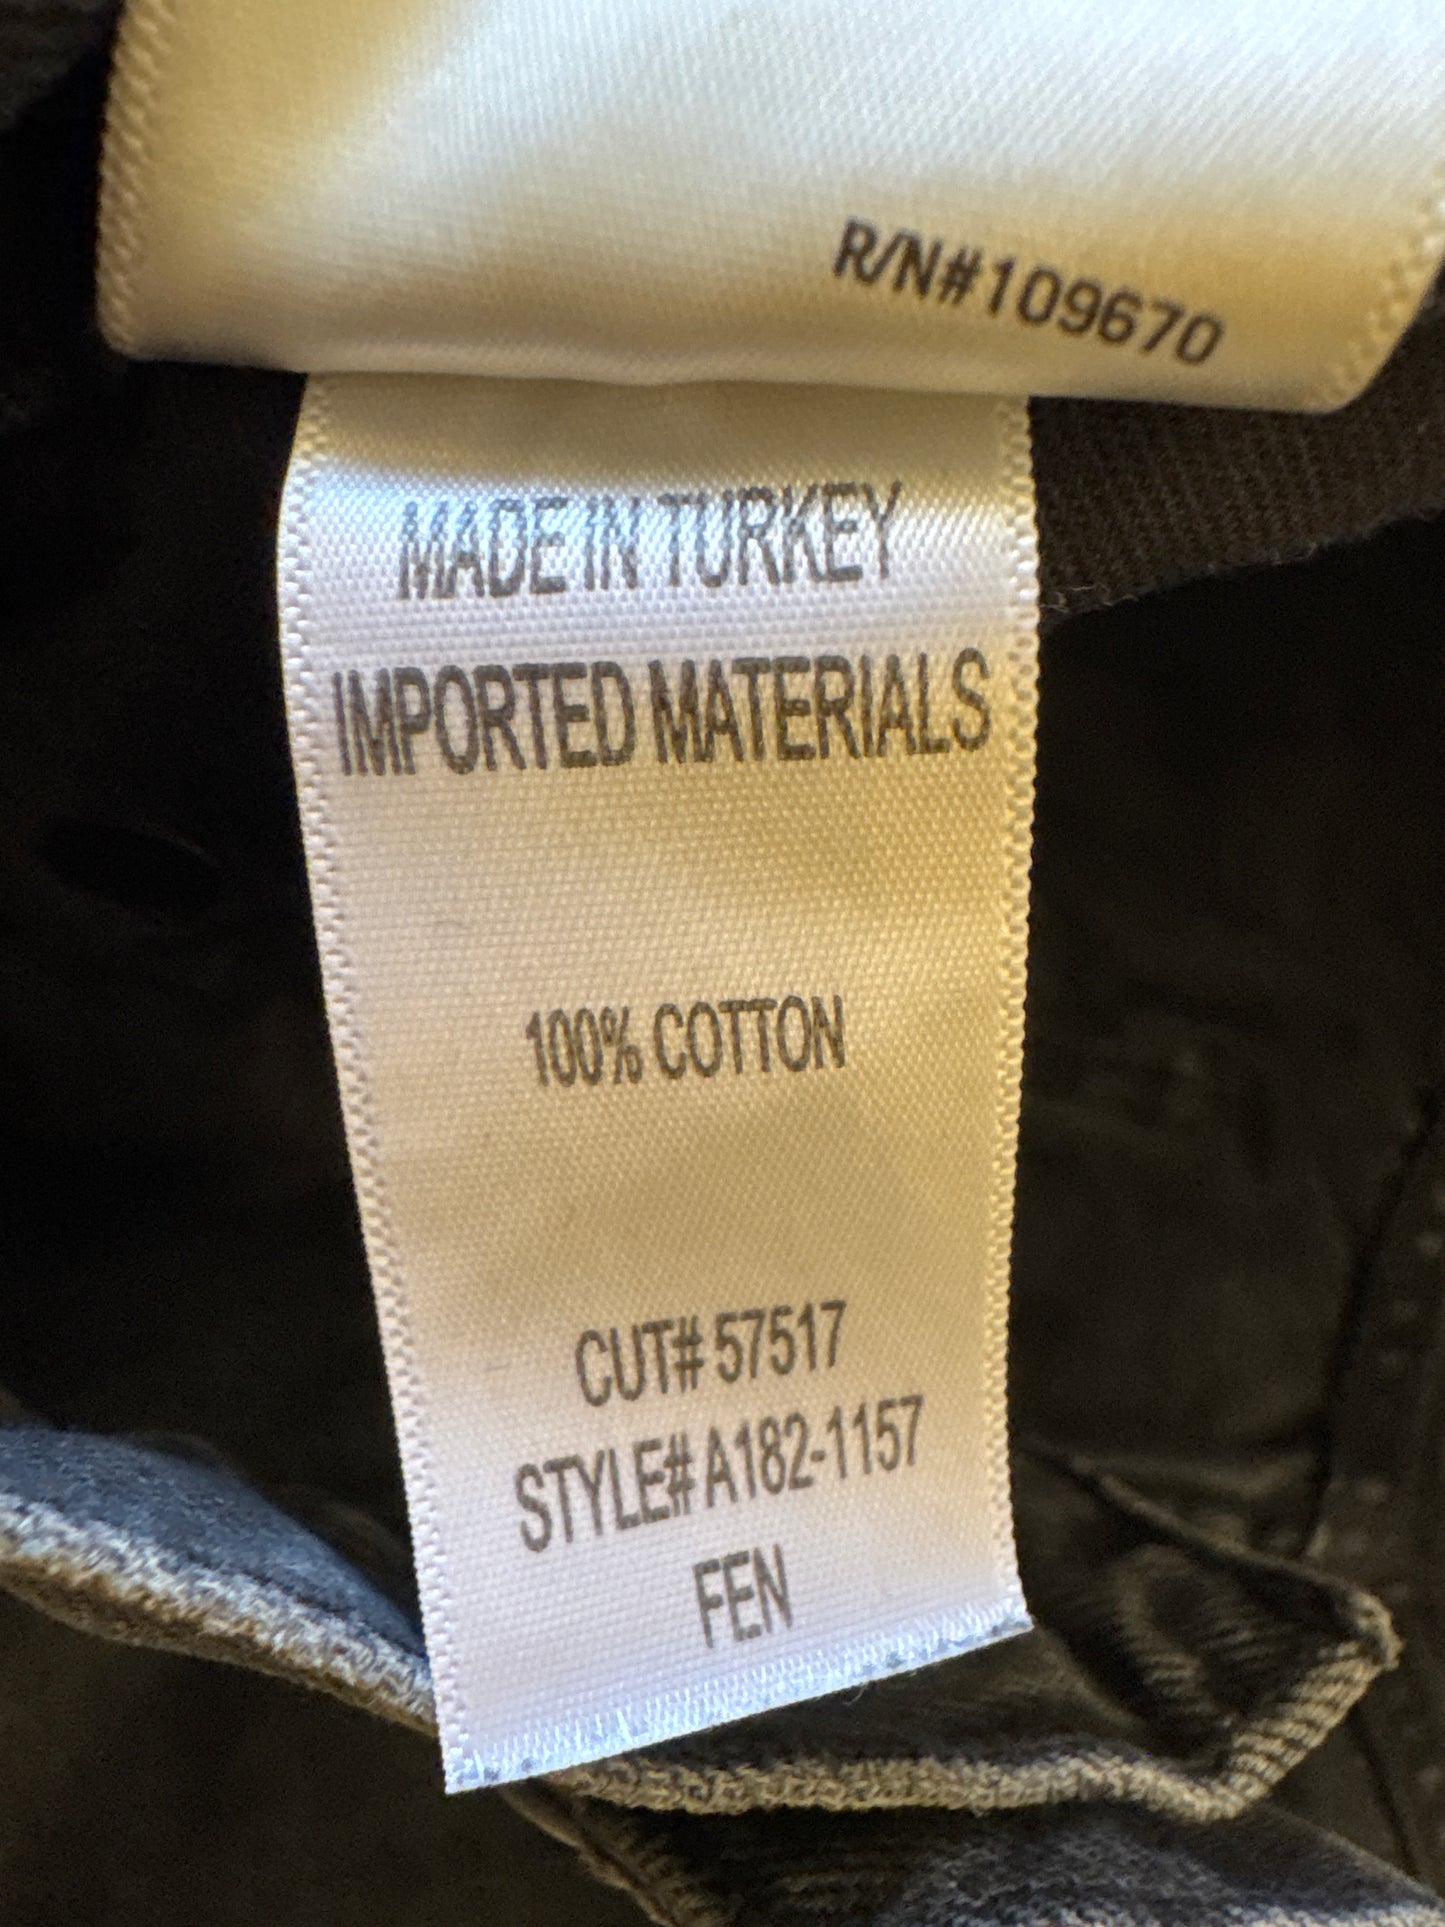 R/N#109670
MADE IN TURKEY
IMPORTED MATERIALS
100% COTTON
CUT# 57517
STYLE# A182-1157
FEN